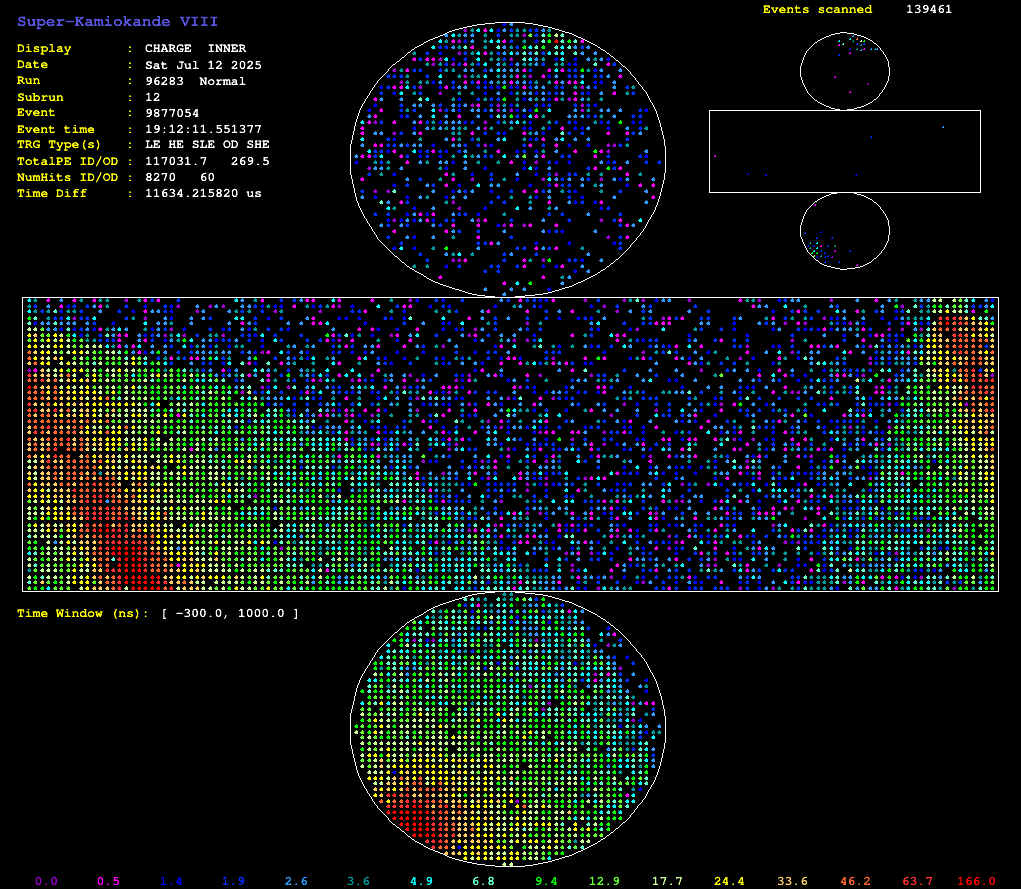 Super-Kamiokande VIII
Events scanned 139461
Display : CHARGE INNER
Date : Sat Jul 12 2025
Run : 96283 Normal
Subrun : 12
Event : 9877054
Event time : 19:12:11.551377
TRG Type(s) : LE HE SLE OD SHE
TotalPE ID/OD : 117031.7 269.5
NumHits ID/OD : 8270 60
Time Diff : 11634.215820 us
Time Window (ns): [ -300.0, 1000.0 ]
0.0 0.5 1.4 1.9 2.6 3.6 4.9 6.8 9.4 12.9 17.7 24.4 33.6 46.2 63.7 166.0